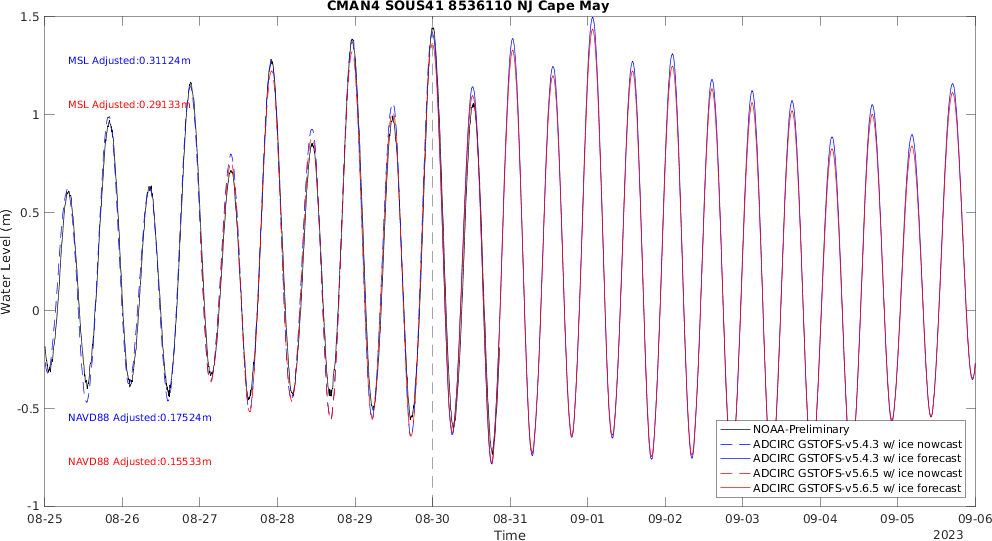 CMAN4 SOUS41 8536110 NJ Cape May
MSL Adjusted:0.31124m
MSL Adjusted:0.29133m
NAVD88 Adjusted:0.17524m
NAVD88 Adjusted:0.15533m
Water Level (m)
1.5
1
0.5
0
-0.5
-1
NOAA-Preliminary
ADCIRC GSTOFS-v5.4.3 w/ ice nowcast
ADCIRC GSTOFS-v5.4.3 w/ ice forecast
ADCIRC GSTOFS-v5.6.5 w/ ice nowcast
ADCIRC GSTOFS-v5.6.5 w/ ice forecast
08-25 08-26 08-27 08-28 08-29 08-30 08-31 09-01 09-02 09-03 09-04 09-05 09-06
Time
2023